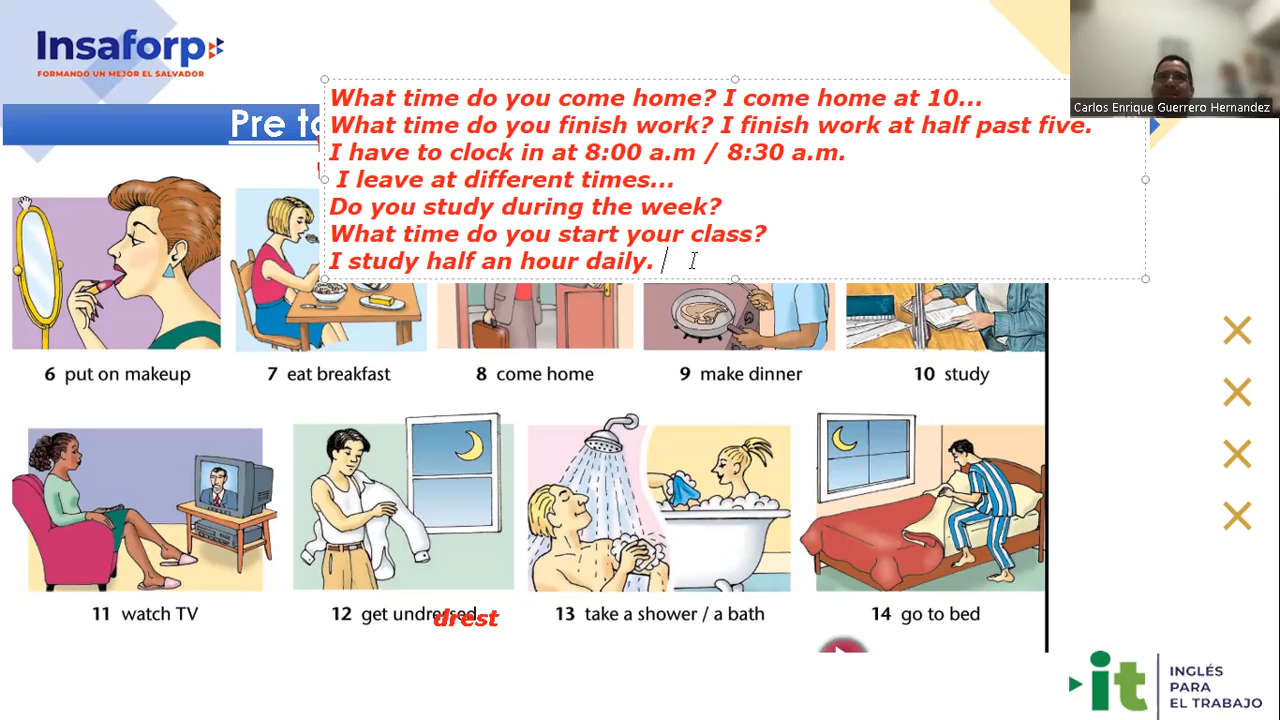 Insaforp
FORMANDO UN MEJOR EL SALVADOR
Carlos Enrique Guerrero Hernandez
Pre
What time do you come home? I come home at 10...
What time do you finish work? I finish work at half past five.
I have to clock in at 8:00 a.m / 8:30 a.m.
I leave at different times...
Do you study during the week?
What time do you start your class?
I study half an hour daily.
6 put on makeup
7 eat breakfast
8 come home
9 make dinner
10 study
11 watch TV
12 get undressed
drest
13 take a shower / a bath
14 go to bed
it
INGLÉS
PARA
EL TRABAJO